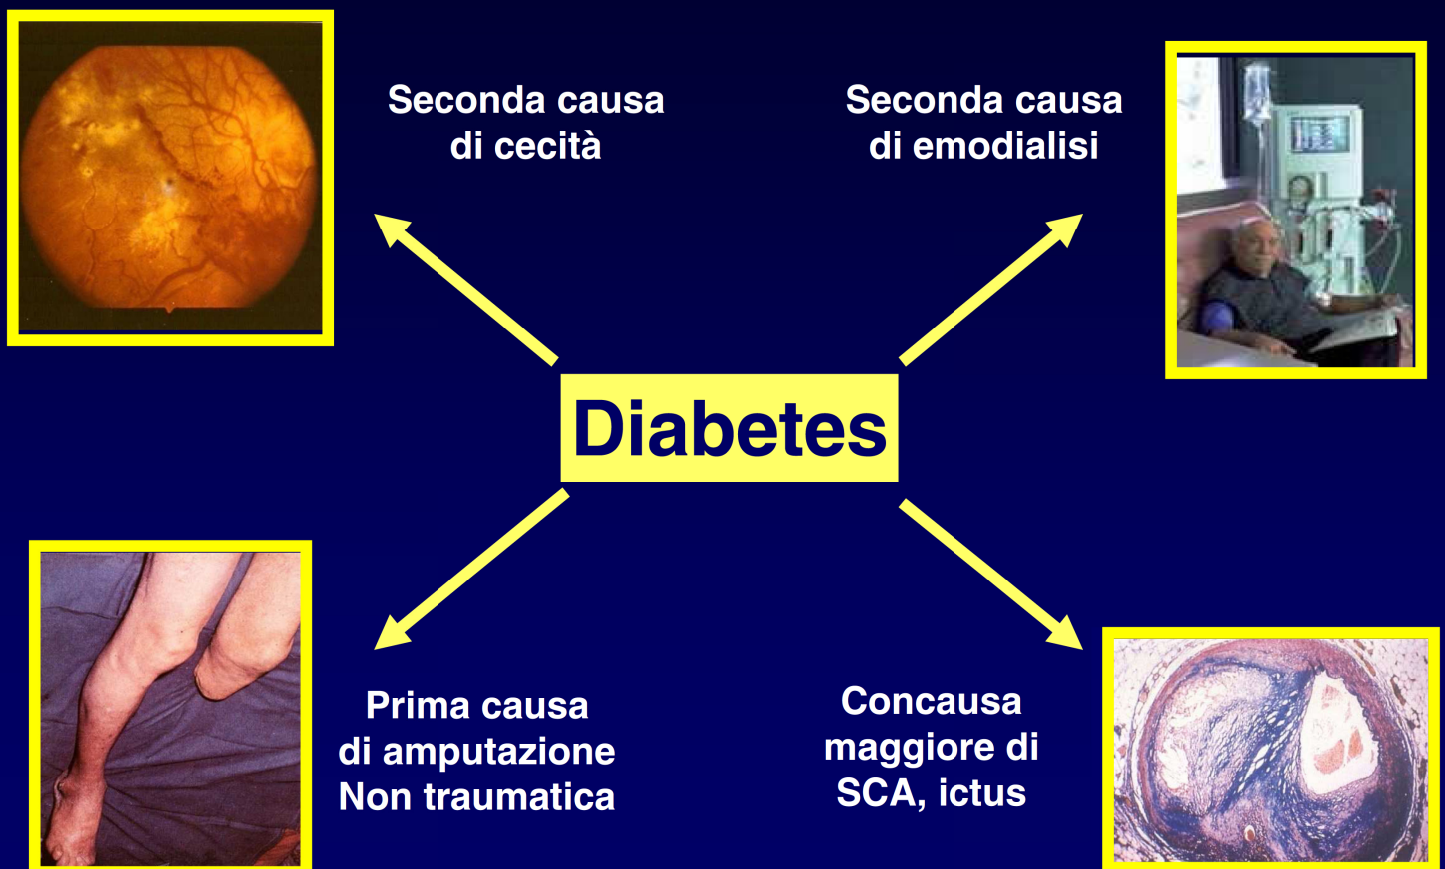 Seconda causa
di cecità
Seconda causa
di emodialisi
Diabetes
Prima causa
di amputazione
Non traumatica
Concausa
maggiore di
SCA, ictus